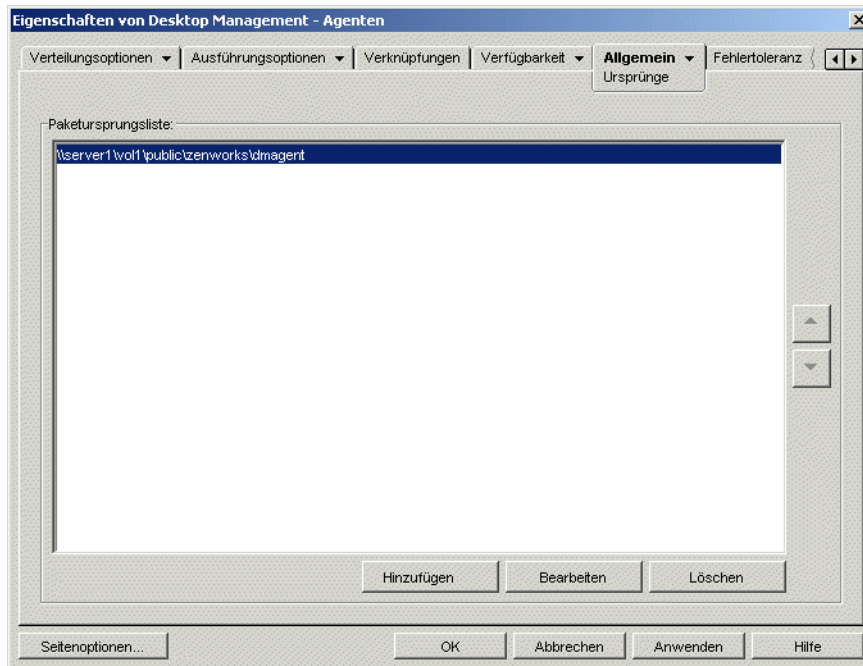 Eigenschaften von Desktop Management - Agenten
Verteilungsoptionen Ausführungsoptionen Verknüpfungen Verfügbarkeit Allgemein Fehlertoleranz
Ursprünge
Paketursprungsliste:
\\server1\vol1\public\zenworks\dmagent
Hinzufügen Bearbeiten Löschen
Seitenoptionen... OK Abbrechen Anwenden Hilfe